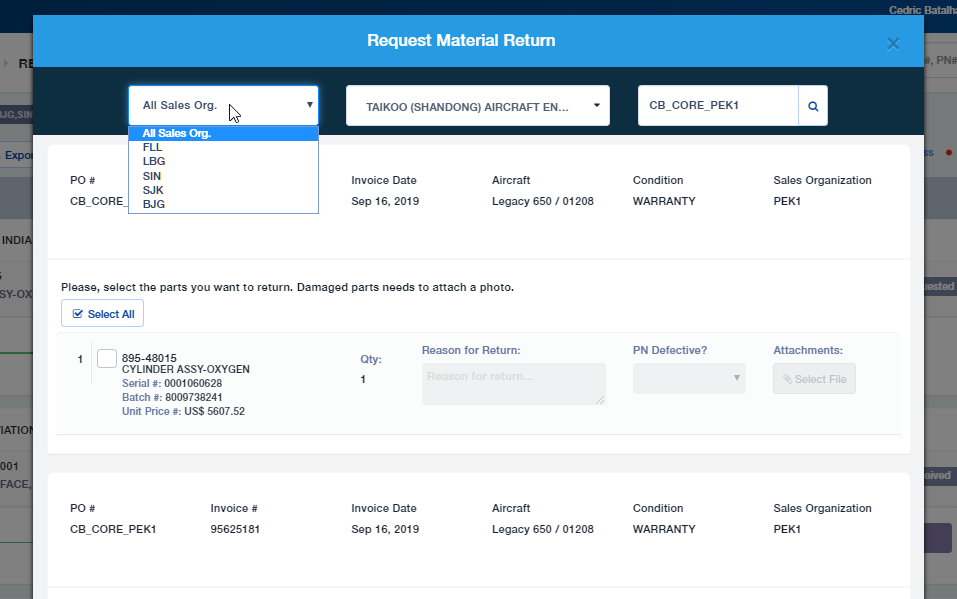 Cedric Batalha
Request Material Return
RE
#, PN#
All Sales Org.
TAIKOO (SHANDONG) AIRCRAFT EN...
CB_CORE_PEK1
BJG,SIN
All Sales Org.
FLL
LBG
SIN
SJK
BJG
Expor
ss
PO #
Invoice Date
Aircraft
Condition
Sales Organization
CB_CORE_
Sep 16, 2019
Legacy 650 / 01208
WARRANTY
PEK1
INDIA
SY-OX
uested
Please, select the parts you want to return. Damaged parts needs to attach a photo.
Select All
1
895-48015
CYLINDER ASSY-OXYGEN
Serial #: 0001060628
Batch #: 8009738241
Unit Price #: US$ 5607.52
Qty:
1
Reason for Return:
Reason for return...
PN Defective?
Attachments:
Select File
IATION
001
FACE,
eived
PO #
Invoice #
Invoice Date
Aircraft
Condition
Sales Organization
CB_CORE_PEK1
95625181
Sep 16, 2019
Legacy 650 / 01208
WARRANTY
PEK1